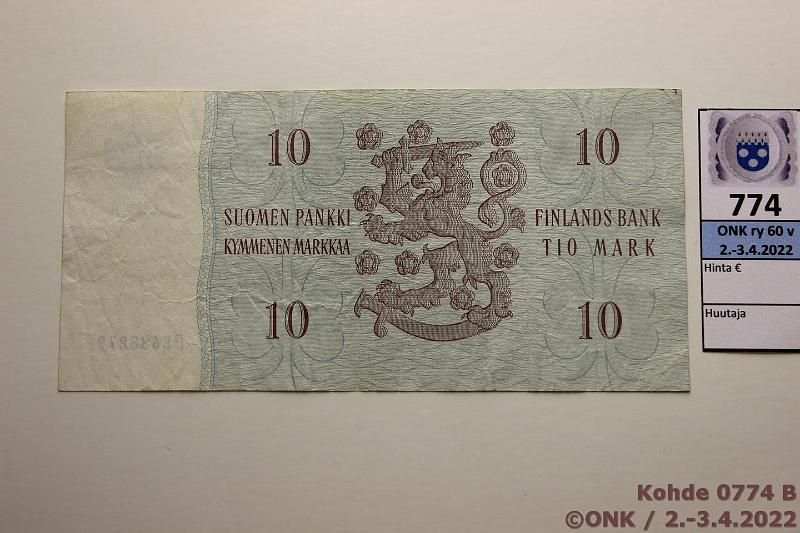 10 10
SUOMEN PANKKI FINLANDS BANK
KYMMENEN MARKKAA TIO MARK
10 10
774
ONK ry 60 v
2.-3.4.2022
Hinta €
Huutaja
Kohde 0774 B
©ONK / 2.-3.4.2022